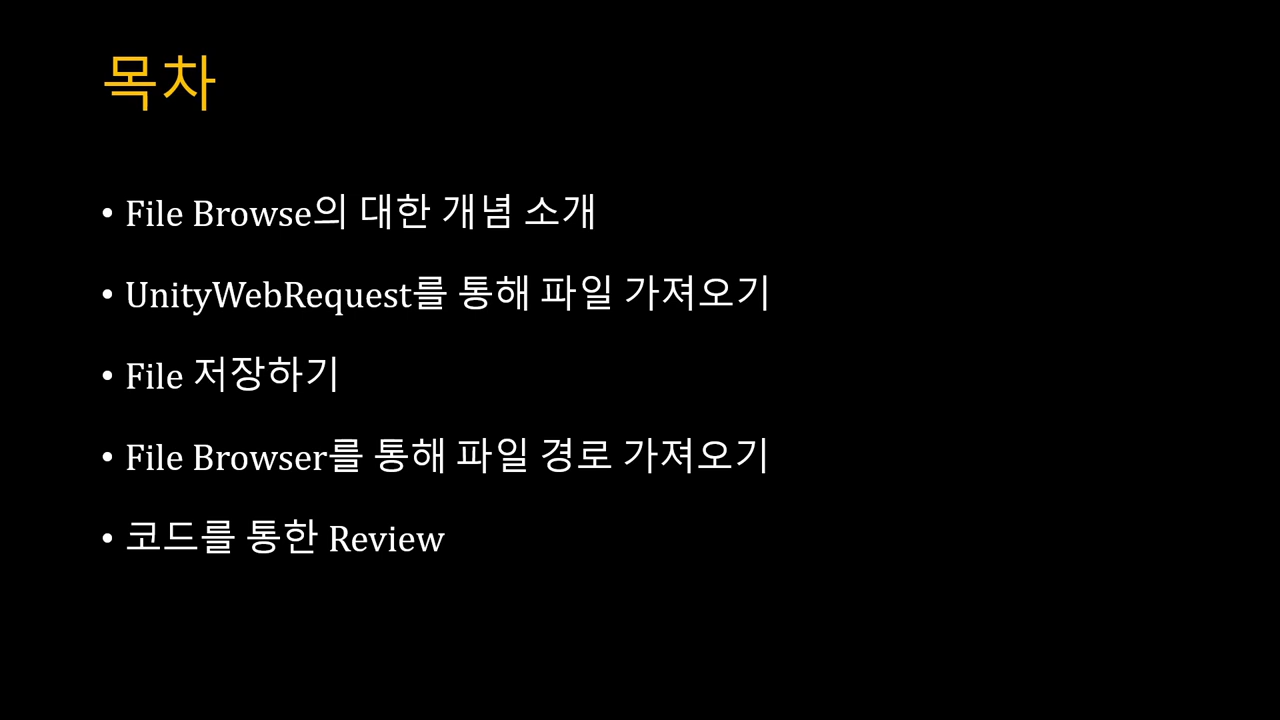 목차
• File Browse의 대한 개념 소개
• UnityWebRequest를 통해 파일 가져오기
• File 저장하기
• File Browser를 통해 파일 경로 가져오기
• 코드를 통한 Review